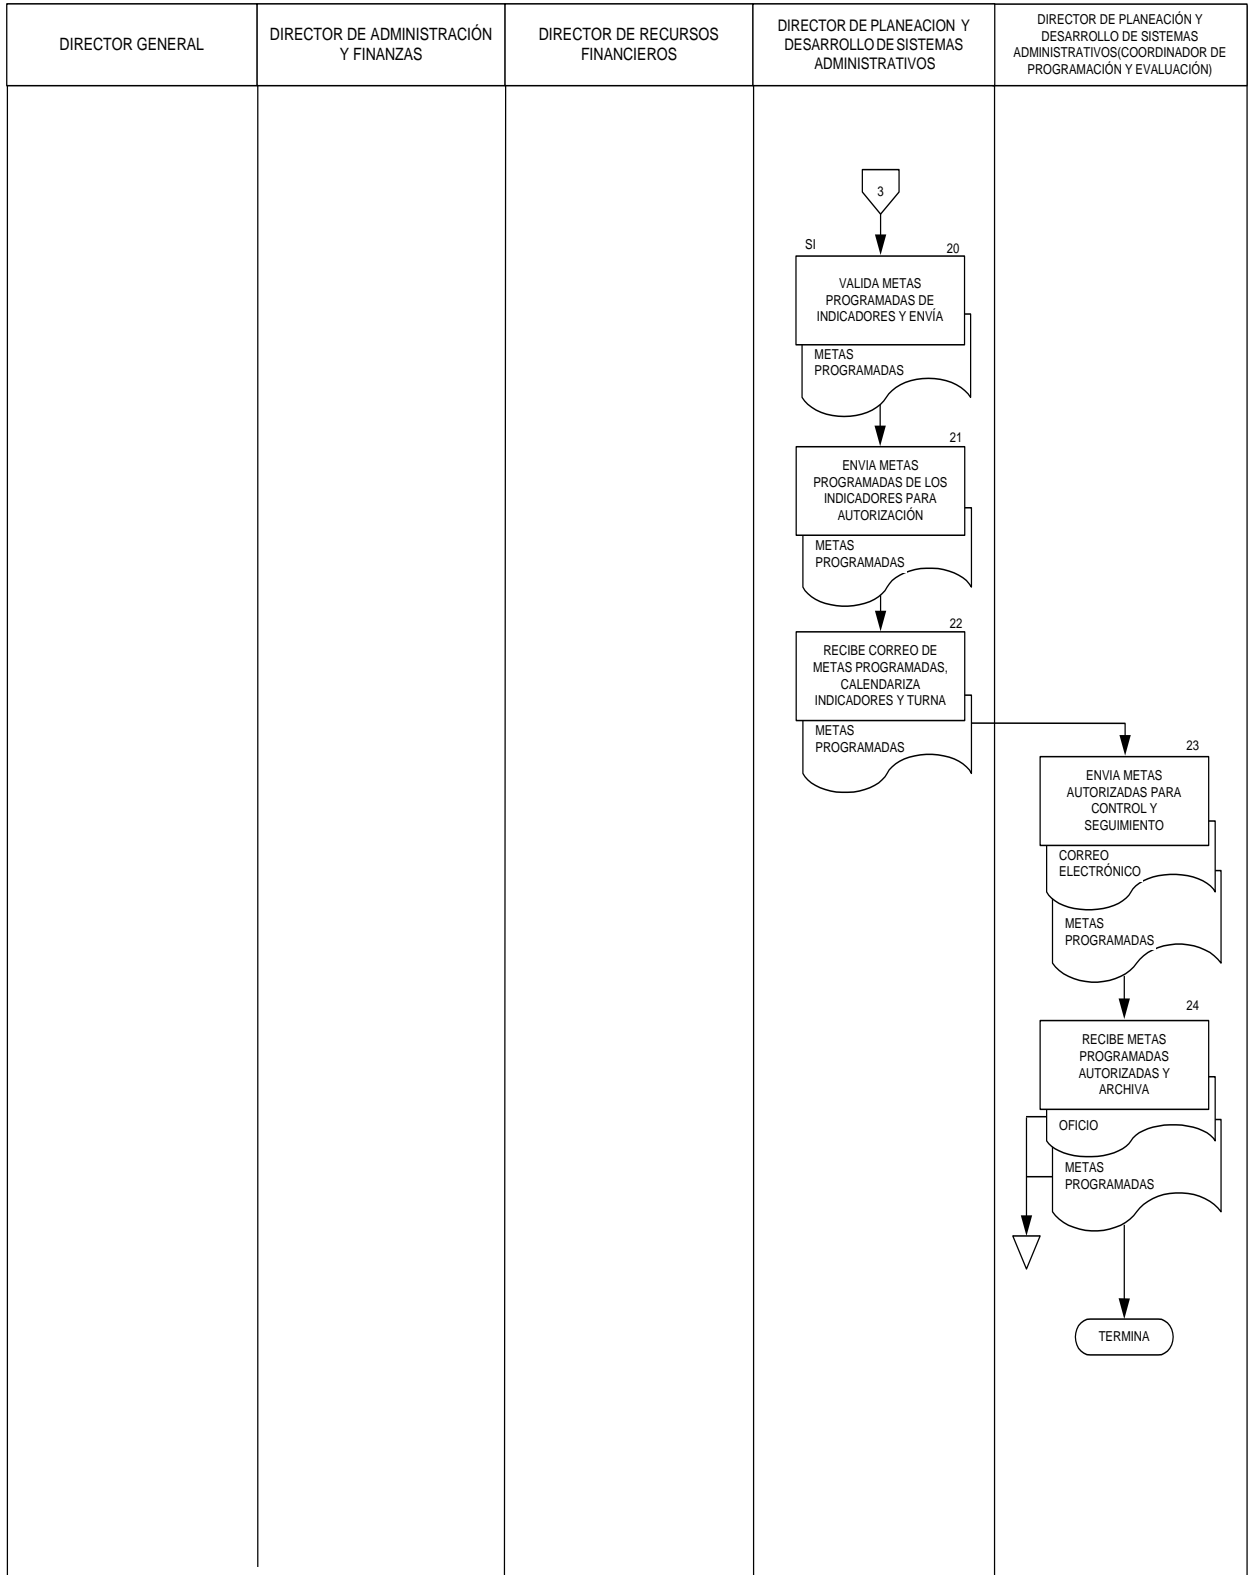 DIRECTOR GENERAL
DIRECTOR DE ADMINISTRACIÓN
Y FINANZAS
DIRECTOR DE RECURSOS
FINANCIEROS
DIRECTOR DE PLANEACION Y
DESARROLLO DE SISTEMAS
ADMINISTRATIVOS
DIRECTOR DE PLANEACIÓN Y
DESARROLLO DE SISTEMAS
ADMINISTRATIVOS(COORDINADOR DE
PROGRAMACIÓN Y EVALUACIÓN)
3
SI
20
VALIDA METAS
PROGRAMADAS DE
INDICADORES Y ENVÍA
METAS
PROGRAMADAS
21
ENVIA METAS
PROGRAMADAS DE LOS
INDICADORES PARA
AUTORIZACIÓN
METAS
PROGRAMADAS
22
RECIBE CORREO DE
METAS PROGRAMADAS,
CALENDARIZA
INDICADORES Y TURNA
METAS
PROGRAMADAS
23
ENVIA METAS
AUTORIZADAS PARA
CONTROL Y
SEGUIMIENTO
CORREO
ELECTRÓNICO
METAS
PROGRAMADAS
24
RECIBE METAS
PROGRAMADAS
AUTORIZADAS Y
ARCHIVA
OFICIO
METAS
PROGRAMADAS
TERMINA